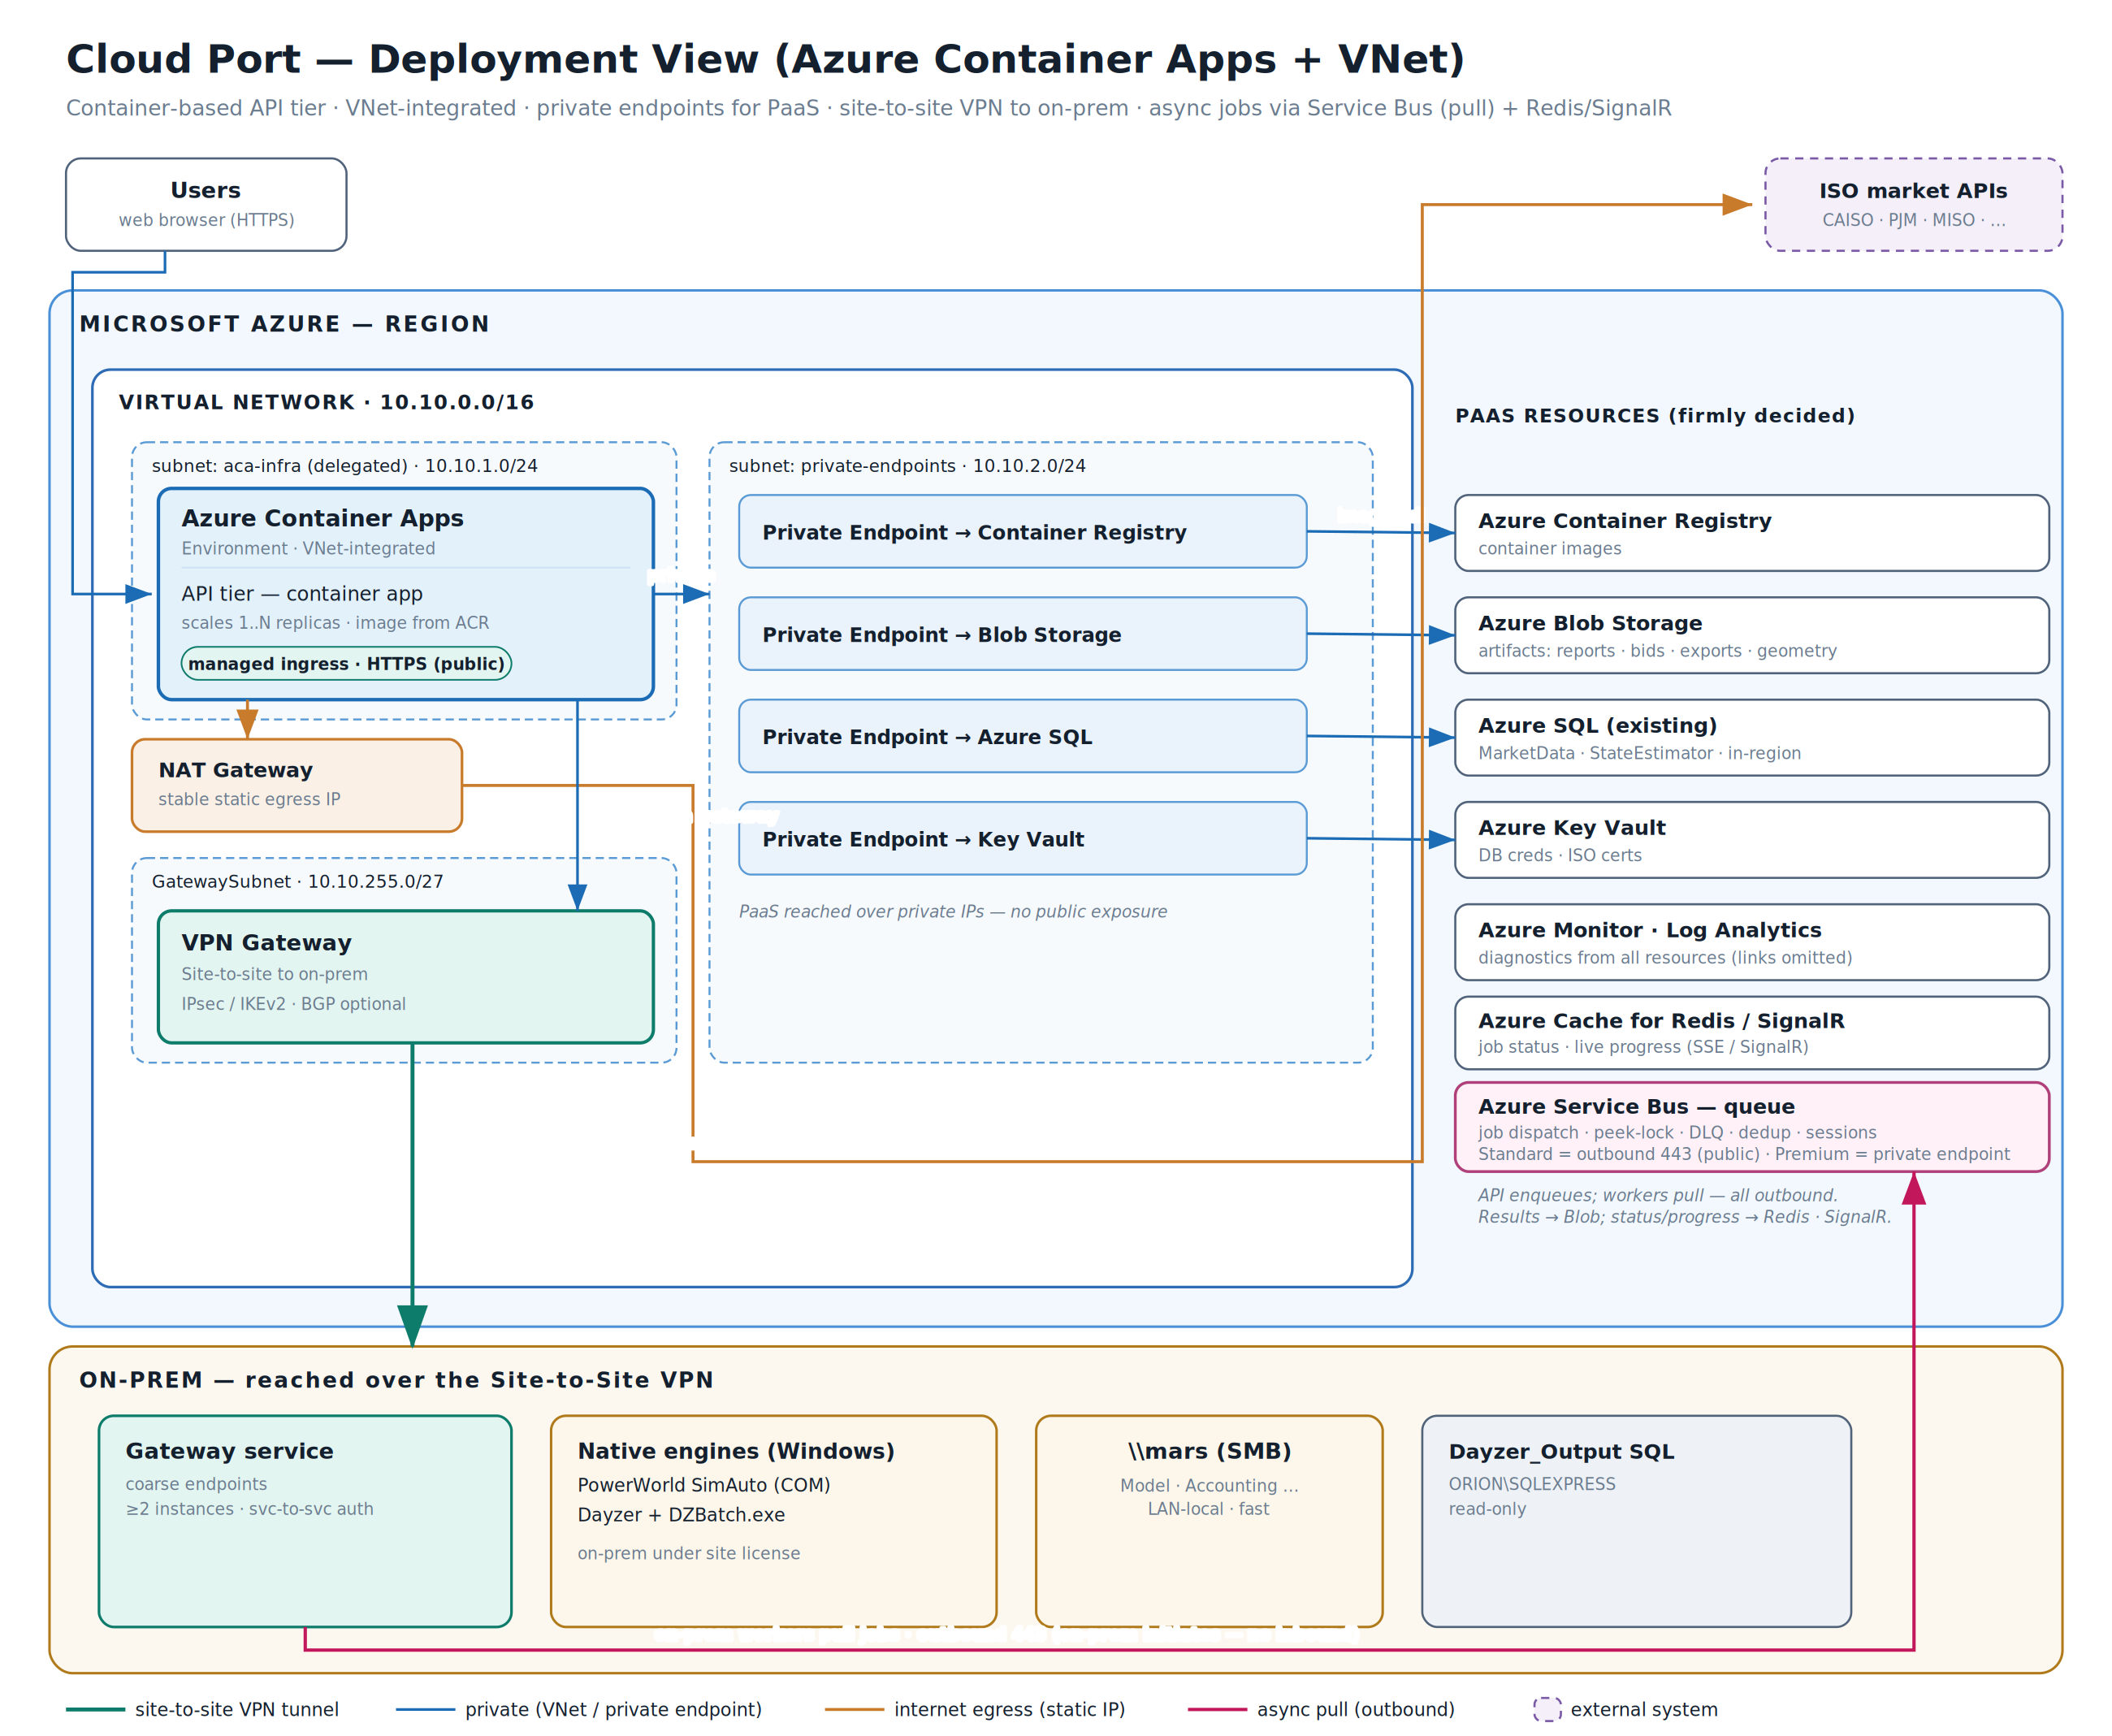 Cloud Port — Deployment View (Azure Container Apps + VNet)
Container-based API tier · VNet-integrated · private endpoints for PaaS · site-to-site VPN to on-prem · async jobs via Service Bus (pull) + Redis/SignalR
Users
web browser (HTTPS)
ISO market APIs
CAISO · PJM · MISO · …
MICROSOFT AZURE — REGION
VIRTUAL NETWORK · 10.10.0.0/16
PAAS RESOURCES (firmly decided)
subnet: aca-infra (delegated) · 10.10.1.0/24
Azure Container Apps
Environment · VNet-integrated
API tier — container app
scales 1..N replicas · image from ACR
managed ingress · HTTPS (public)
NAT Gateway
stable static egress IP
GatewaySubnet · 10.10.255.0/27
VPN Gateway
Site-to-site to on-prem
IPsec / IKEv2 · BGP optional
subnet: private-endpoints · 10.10.2.0/24
Private Endpoint → Container Registry
Private Endpoint → Blob Storage
Private Endpoint → Azure SQL
Private Endpoint → Key Vault
PaaS reached over private IPs — no public exposure
Azure Container Registry
container images
Azure Blob Storage
artifacts: reports · bids · exports · geometry
Azure SQL (existing)
MarketData · StateEstimator · in-region
Azure Key Vault
DB creds · ISO certs
Azure Monitor · Log Analytics
diagnostics from all resources (links omitted)
Azure Cache for Redis / SignalR
job status · live progress (SSE / SignalR)
Azure Service Bus — queue
job dispatch · peek-lock · DLQ · dedup · sessions
Standard = outbound 443 (public) · Premium = private endpoint
API enqueues; workers pull — all outbound.
Results → Blob; status/progress → Redis · SignalR.
ON-PREM — reached over the Site-to-Site VPN
Gateway service
coarse endpoints
≥2 instances · svc-to-svc auth
Native engines (Windows)
PowerWorld SimAuto (COM)
Dayzer + DZBatch.exe
on-prem under site license
\\mars (SMB)
Model · Accounting …
LAN-local · fast
Dayzer_Output SQL
ORION\SQLEXPRESS
read-only
site-to-site VPN tunnel
private (VNet / private endpoint)
internet egress (static IP)
async pull (outbound)
external system